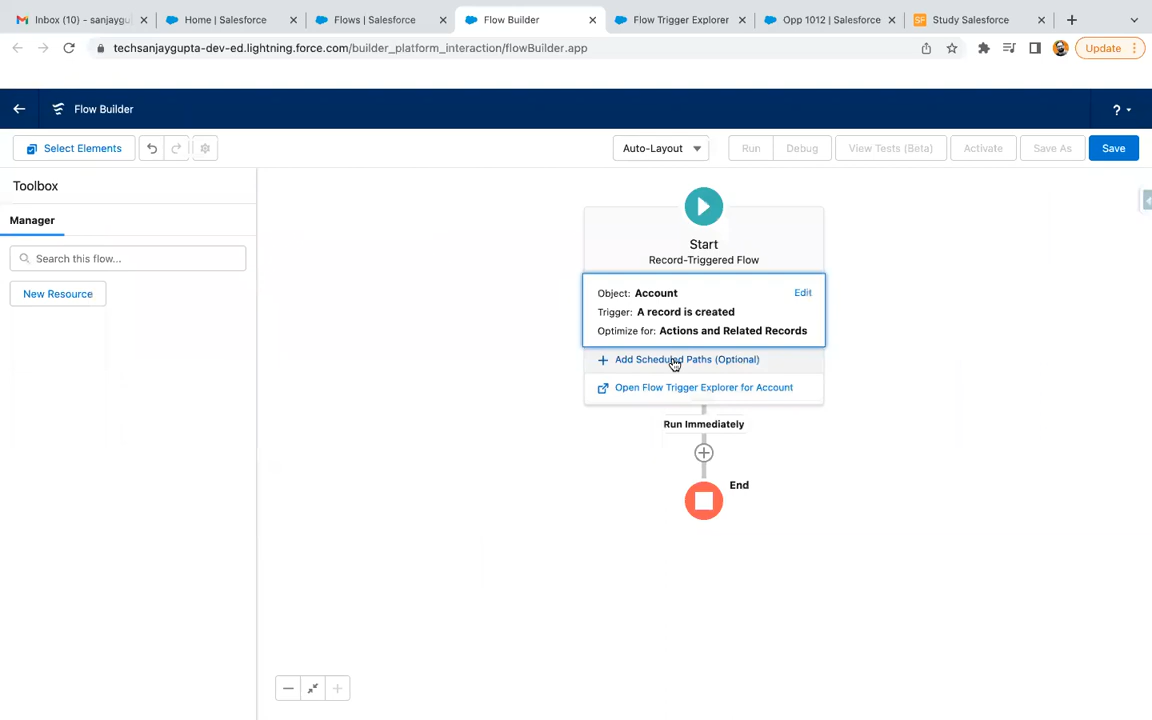 Inbox (10) – sanjaygu
Home | Salesforce
Flows | Salesforce
Flow Builder
Flow Trigger Explorer
Opp 1012 | Salesforce
SF
Study Salesforce
techsanjaygupta-dev-ed.lightning.force.com/builder_platform_interaction/flowBuilder.app
Update
Flow Builder
?
Select Elements
Auto-Layout
Run
Debug
View Tests (Beta)
Activate
Save As
Save
Toolbox
Manager
Search this flow...
New Resource
Start
Record-Triggered Flow
Object: Account
Edit
Trigger: A record is created
Optimize for: Actions and Related Records
Add Scheduled Paths (Optional)
Open Flow Trigger Explorer for Account
Run Immediately
End